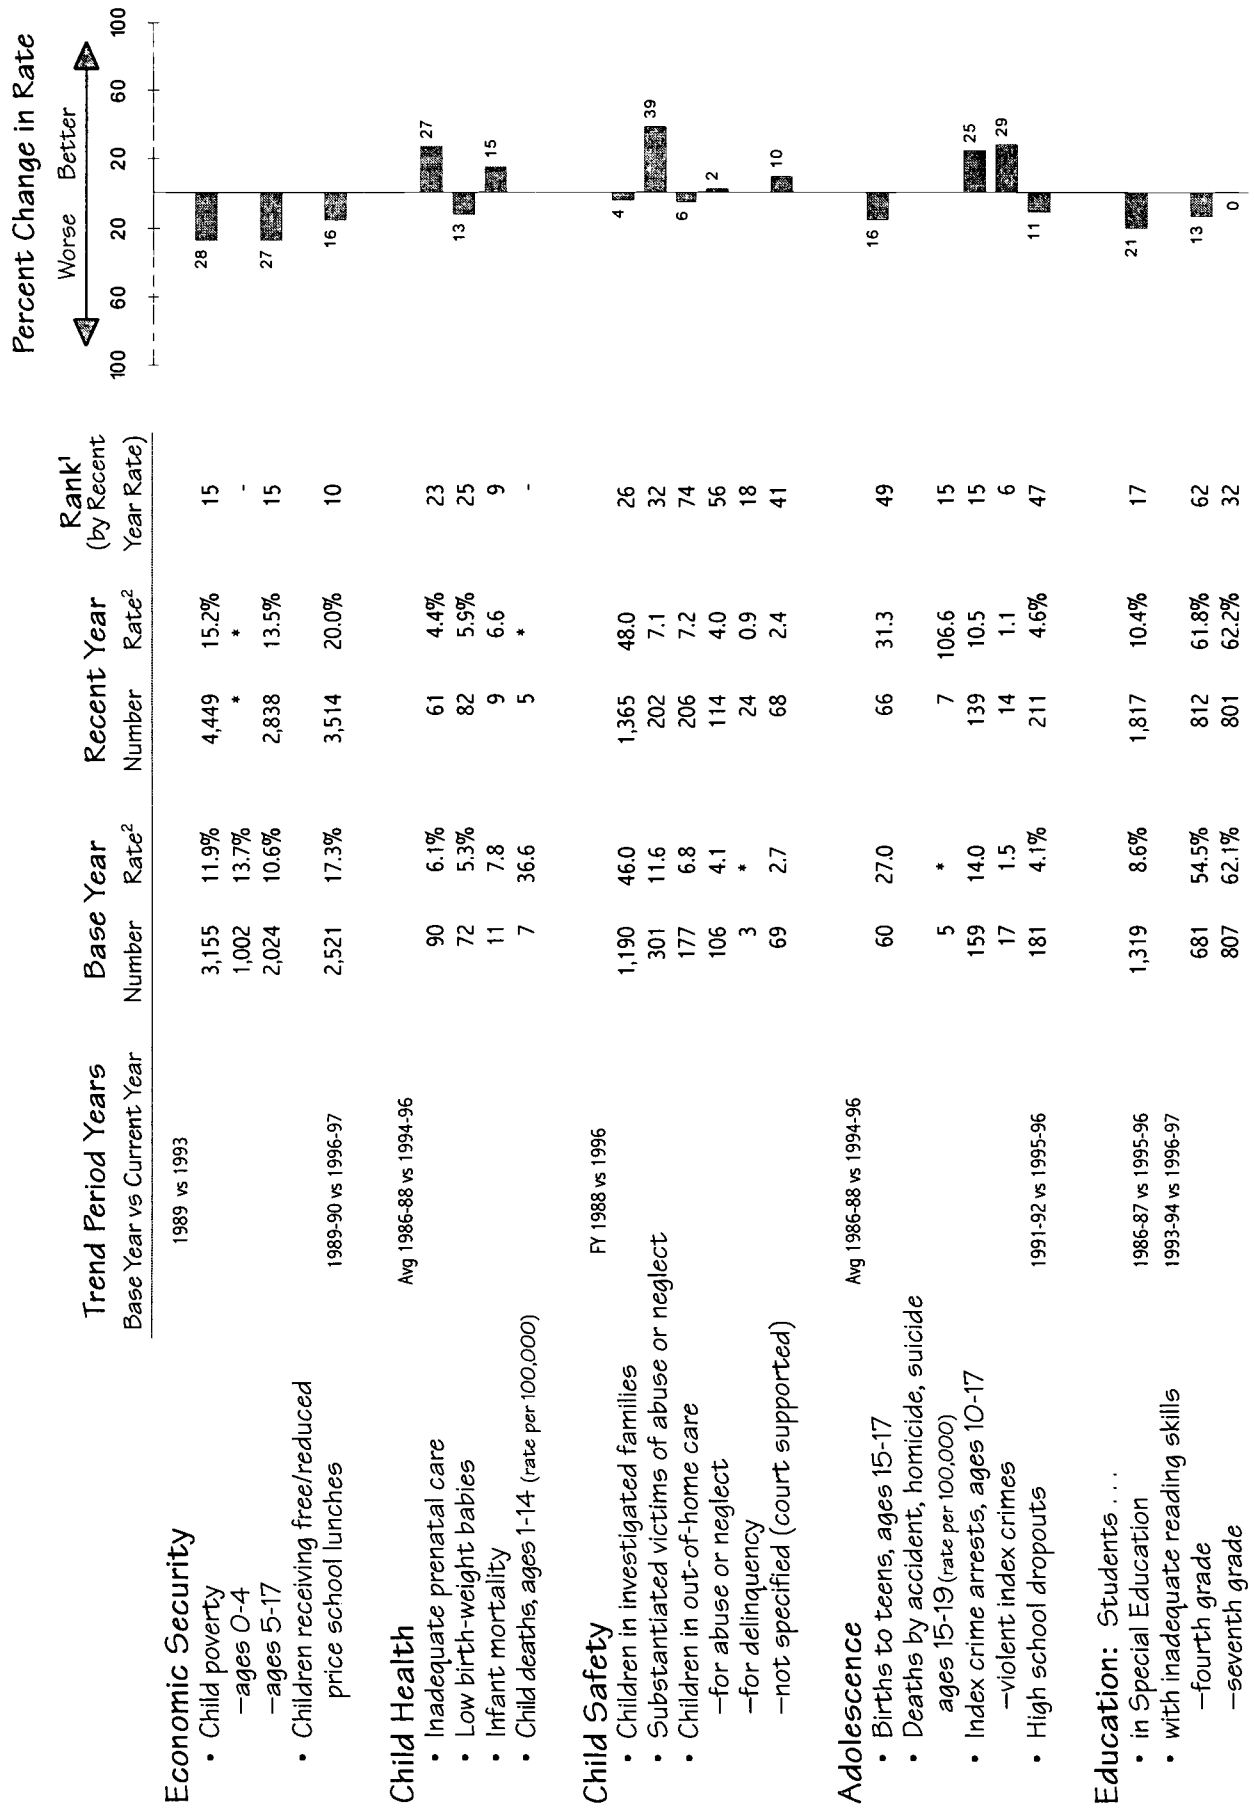 Trend Period Years Base Year Recent Year Rank¹ Percent Change in Rate
Base Year vs Current Year Number Rate² Number Rate² (by Recent Year Rate) Worse Better
100 60 20 20 60 100
Economic Security 1989 vs 1993
• Child poverty 3,155 11.9% 4,449 15.2% 15 28
–ages 0-4 1,002 13.7% * * -
–ages 5-17 2,024 10.6% 2,838 13.5% 15 27
• Children receiving free/reduced
price school lunches 1989-90 vs 1996-97 2,521 17.3% 3,514 20.0% 10 16
Child Health Avg 1986-88 vs 1994-96
• Inadequate prenatal care 90 6.1% 61 4.4% 23 27
• Low birth-weight babies 72 5.3% 82 5.9% 25 13
• Infant mortality 11 7.8 9 6.6 9 15
• Child deaths, ages 1-14 (rate per 100,000) 7 36.6 5 * -
Child Safety FY 1988 vs 1996
• Children in investigated families 1,190 46.0 1,365 48.0 26 4
• Substantiated victims of abuse or neglect 301 11.6 202 7.1 32 39
• Children in out-of-home care 177 6.8 206 7.2 74 6
–for abuse or neglect 106 4.1 114 4.0 56 2
–for delinquency 3 * 24 0.9 18
–not specified (court supported) 69 2.7 68 2.4 41 10
Adolescence Avg 1986-88 vs 1994-96
• Births to teens, ages 15-17 60 27.0 66 31.3 49 16
• Deaths by accident, homicide, suicide
ages 15-19 (rate per 100,000) 5 * 7 106.6 15
• Index crime arrests, ages 10-17 159 14.0 139 10.5 15 25
–violent index crimes 17 1.5 14 1.1 6 29
• High school dropouts 1991-92 vs 1995-96 181 4.1% 211 4.6% 47 11
Education: Students . . .
• in Special Education 1986-87 vs 1995-96 1,319 8.6% 1,817 10.4% 17 21
• with inadequate reading skills 1993-94 vs 1996-97
–fourth grade 681 54.5% 812 61.8% 62 13
–seventh grade 807 62.1% 801 62.2% 32 0